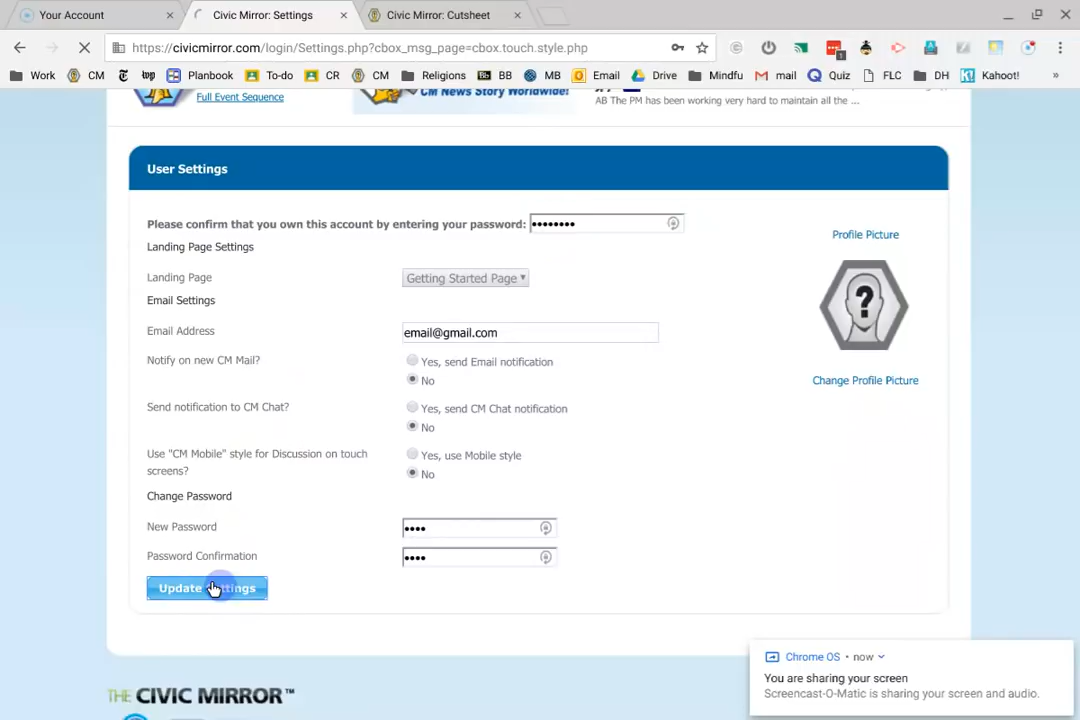 Your Account × Civic Mirror: Settings × Civic Mirror: Cutsheet ×
https://civicmirror.com/login/Settings.php?cbox_msg_page=cbox.touch.style.php
Work CM wp Planbook To-do CR CM Religions BB MB Email Drive Mindfu mail Quiz FLC DH Kahoot! »
Full Event Sequence
CM News Story Worldwide!
AB The PM has been working very hard to maintain all the ...
User Settings
Please confirm that you own this account by entering your password: ••••••••
Landing Page Settings
Profile Picture
Landing Page Getting Started Page
Email Settings
Email Address email@gmail.com
Notify on new CM Mail? Yes, send Email notification
No
Change Profile Picture
Send notification to CM Chat? Yes, send CM Chat notification
No
Use "CM Mobile" style for Discussion on touch screens? Yes, use Mobile style
No
Change Password
New Password ••••
Password Confirmation ••••
Update Settings
Chrome OS • now
You are sharing your screen
Screencast-O-Matic is sharing your screen and audio.
THE CIVIC MIRROR™